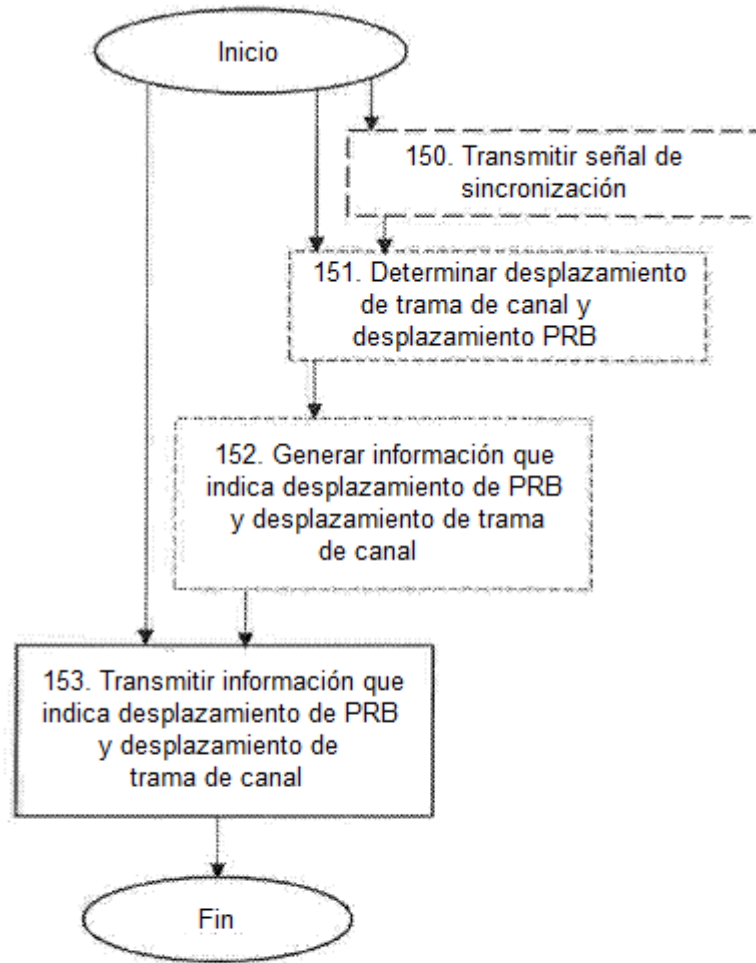 Inicio
150. Transmitir señal de
sincronización
151. Determinar desplazamiento
de trama de canal y
desplazamiento PRB
152. Generar información que
indica desplazamiento de PRB
y desplazamiento de trama
de canal
153. Transmitir información que
indica desplazamiento de PRB
y desplazamiento de
trama de canal
Fin